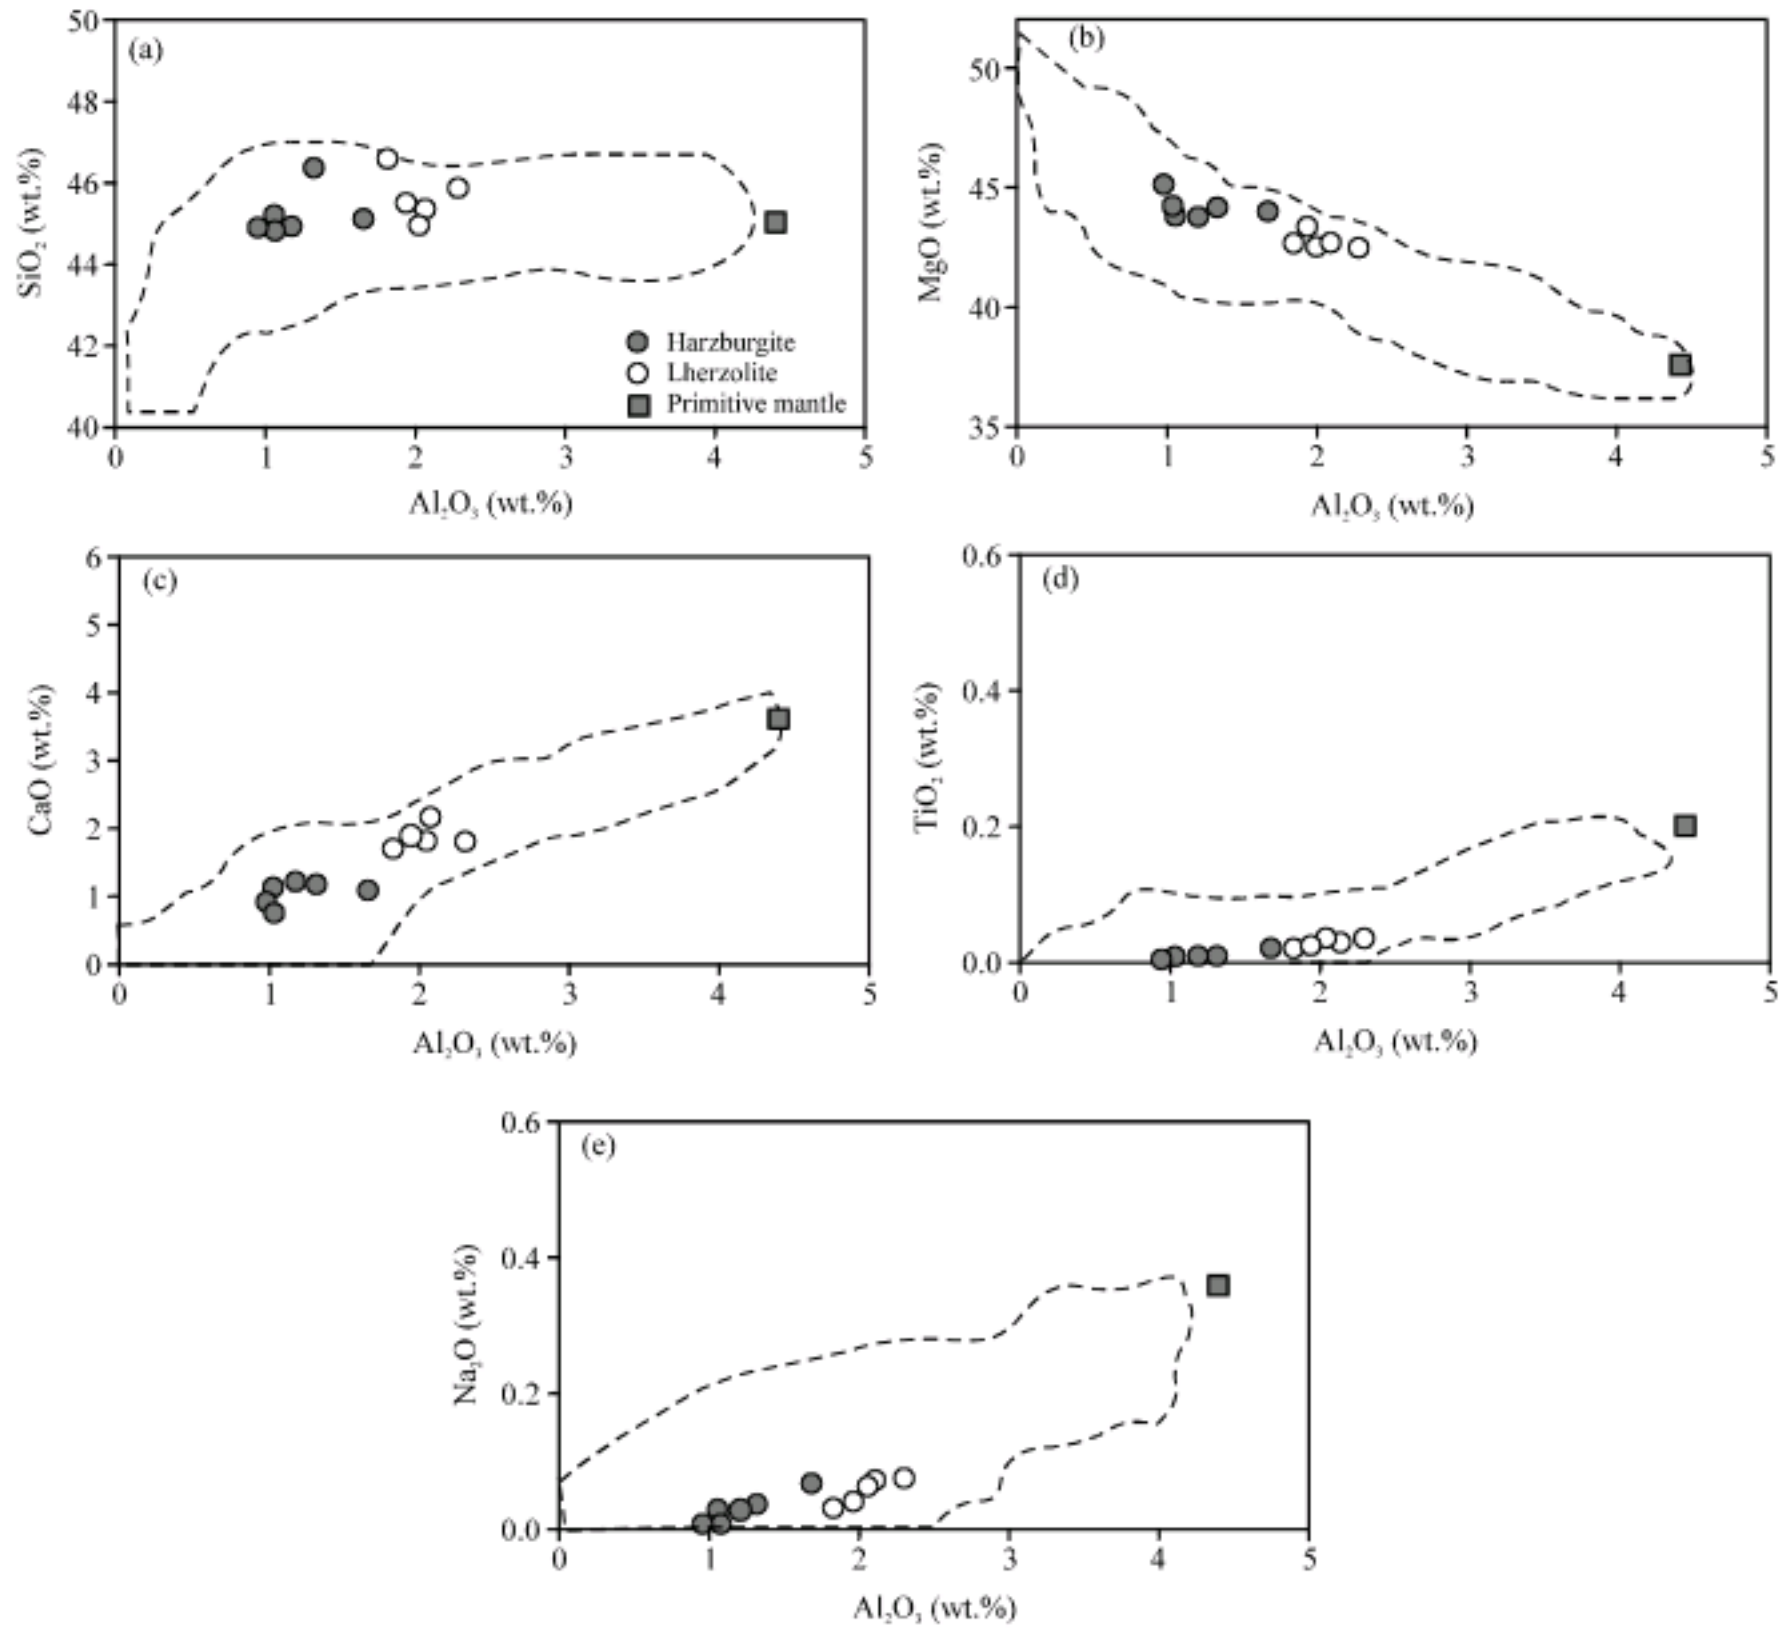 (a)
50
48
46
44
42
40
SiO₂ (wt.%)
Harzburgite
Lherzolite
Primitive mantle
0 1 2 3 4 5
Al₂O₃ (wt.%)
(b)
50
45
40
35
MgO (wt.%)
0 1 2 3 4 5
Al₂O₃ (wt.%)
(c)
6
5
4
3
2
1
0
CaO (wt.%)
0 1 2 3 4 5
Al₂O₃ (wt.%)
(d)
0.6
0.4
0.2
0.0
TiO₂ (wt.%)
0 1 2 3 4 5
Al₂O₃ (wt.%)
(e)
0.6
0.4
0.2
0.0
Na₂O (wt.%)
0 1 2 3 4 5
Al₂O₃ (wt.%)